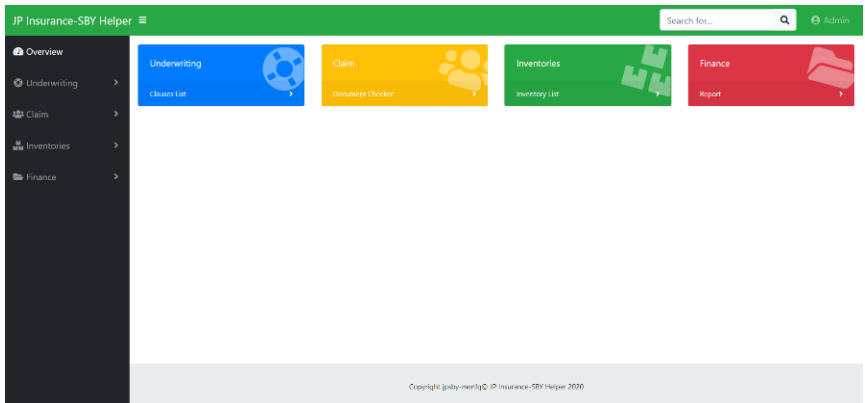 JP Insurance-SBY Helper
Search for...
Admin
Overview
Underwriting
Claim
Inventories
Finance
Underwriting
Clauses List
Claim
Document Checker
Inventories
Inventory List
Finance
Report
Copyright © JP Insurance-SBY Helper 2020